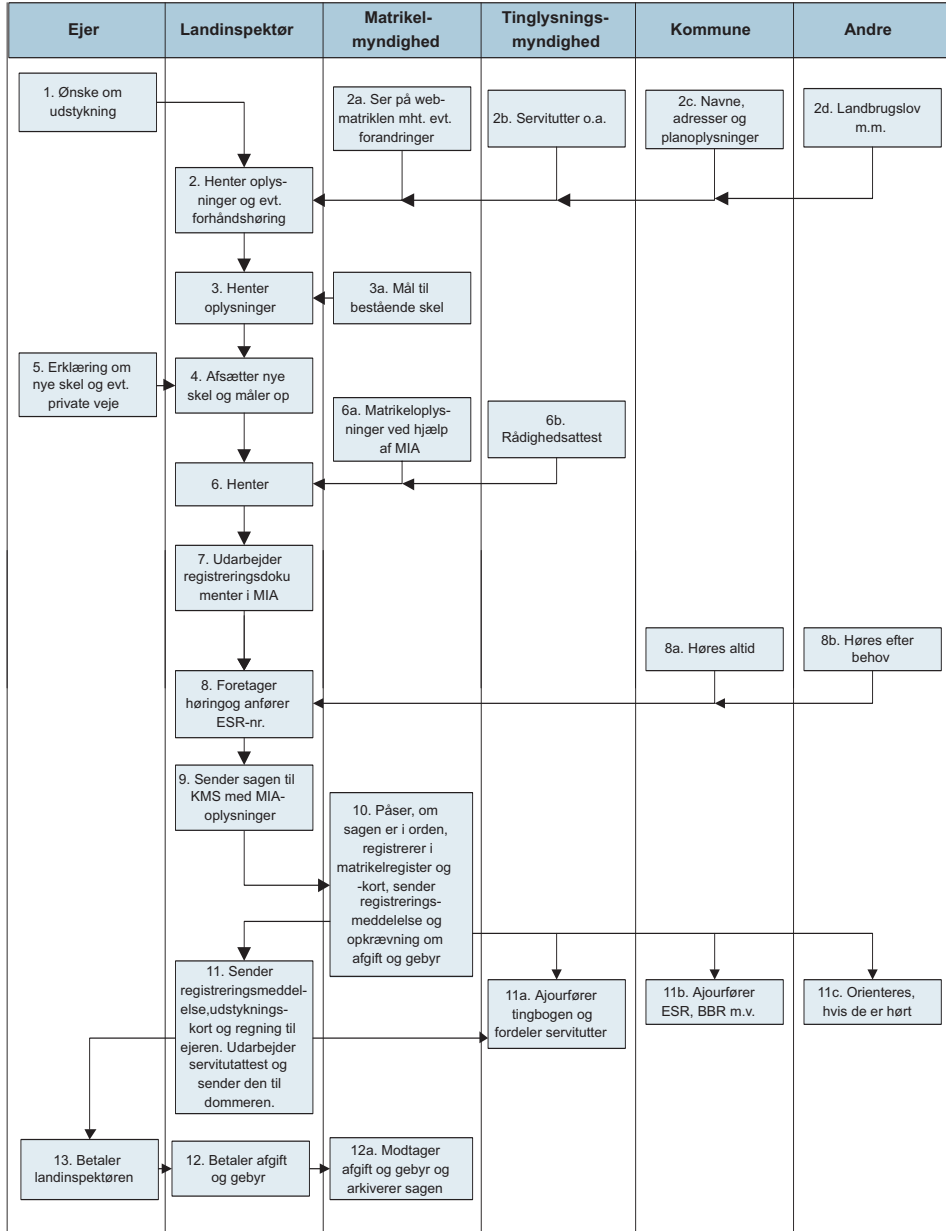 Ejer
Landinspektør
Matrikel-
myndighed
Tinglysnings-
myndighed
Kommune
Andre
1. Ønske om
udstykning
2a. Ser på web-
matriklen mht. evt.
forandringer
2b. Servitutter o.a.
2c. Navne,
adresser og
planoplysninger
2d. Landbrugslov
m.m.
2. Henter oplys-
ninger og evt.
forhåndshøring
3. Henter
oplysninger
3a. Mål til
bestående skel
5. Erklæring om
nye skel og evt.
private veje
4. Afsætter nye
skel og måler op
6a. Matrikeloplys-
ninger ved hjælp
af MIA
6b.
Rådighedsattest
6. Henter
7. Udarbejder
registreringsdoku
menter i MIA
8a. Høres altid
8b. Høres efter
behov
8. Foretager
høringog anfører
ESR-nr.
9. Sender sagen til
KMS med MIA-
oplysninger
10. Påser, om
sagen er i orden,
registrerer i
matrikelregister og
-kort, sender
registrerings-
meddelelse og
opkrævning om
afgift og gebyr
11. Sender
registreringsmeddel-
else,udstyknings-
kort og regning til
ejeren. Udarbejder
servitutattest og
sender den til
dommeren.
11a. Ajourfører
tingbogen og
fordeler servitutter
11b. Ajourfører
ESR, BBR m.v.
11c. Orienteres,
hvis de er hørt
13. Betaler
landinspektøren
12. Betaler afgift
og gebyr
12a. Modtager
afgift og gebyr og
arkiverer sagen